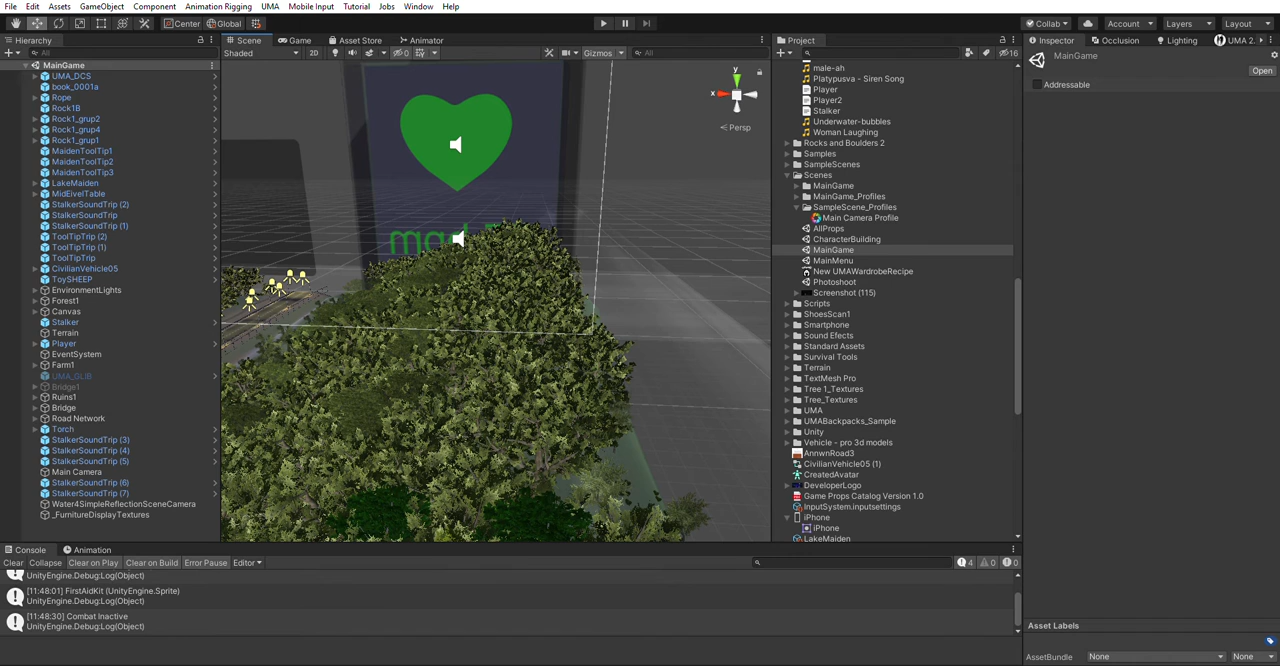 File Edit Assets GameObject Component Animation Rigging UMA Mobile Input Tutorial Jobs Window Help
Center Global Collab Account Layers Layout
Hierarchy
All
MainGame
UMA_DCS
book_0001a
Rope
Rock1B
Rock1_grup2
Rock1_grup4
Rock1_grup1
MaidenToolTip1
MaidenToolTip2
MaidenToolTip3
LakeMaiden
MidEivelTable
StalkerSoundTrip (2)
StalkerSoundTrip
StalkerSoundTrip (1)
ToolTipTrip (2)
ToolTipTrip (1)
ToolTipTrip
CivilianVehicle05
ToySHEEP
EnvironmentLights
Forest1
Canvas
Stalker
Terrain
Player
EventSystem
Farm1
UMA_GLIB
Bridge1
Ruins1
Bridge
Road Network
Torch
StalkerSoundTrip (3)
StalkerSoundTrip (4)
StalkerSoundTrip (5)
Main Camera
StalkerSoundTrip (6)
StalkerSoundTrip (7)
Water4SimpleReflectionSceneCamera
_FurnitureDisplayTextures
Scene Game Asset Store Animator
Shaded 2D 0 Gizmos All
y
x
Persp
Project
16
male-ah
Platypusva - Siren Song
Player
Player2
Stalker
Underwater-bubbles
Woman Laughing
Rocks and Boulders 2
Samples
SampleScenes
Scenes
MainGame
MainGame_Profiles
SampleScene_Profiles
Main Camera Profile
AllProps
CharacterBuilding
MainGame
MainMenu
New UMAWardrobeRecipe
Photoshoot
Screenshot (115)
Scripts
ShoesScan1
Smartphone
Sound Efects
Standard Assets
Survival Tools
Terrain
TextMesh Pro
Tree 1_Textures
Tree_Textures
UMA
UMABackpacks_Sample
Unity
Vehicle - pro 3d models
AnnwnRoad3
CivilianVehicle05 (1)
CreatedAvatar
DeveloperLogo
Game Props Catalog Version 1.0
InputSystem.inputsettings
iPhone
iPhone
LakeMaiden
Inspector Occlusion Lighting UMA 2.
MainGame
Open
Addressable
Asset Labels
AssetBundle None None
Console Animation
Clear Collapse Clear on Play Clear on Build Error Pause Editor 4 0 0
UnityEngine.Debug:Log(Object)
[11:48:01] FirstAidKit (UnityEngine.Sprite)
UnityEngine.Debug:Log(Object)
[11:48:30] Combat Inactive
UnityEngine.Debug:Log(Object)